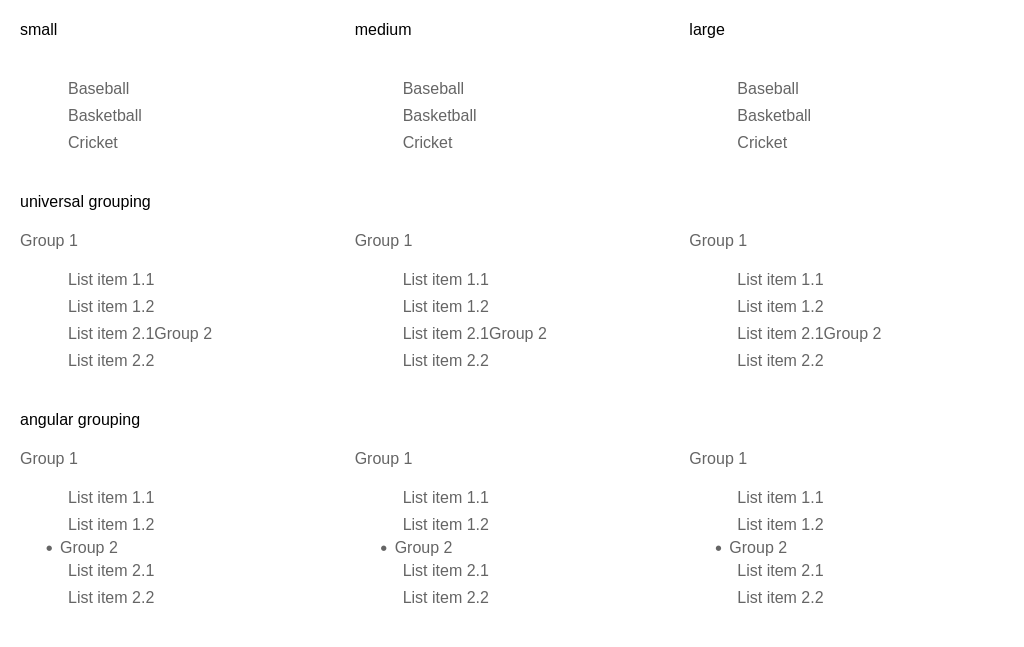 small medium large
Baseball Baseball Baseball
Basketball Basketball Basketball
Cricket Cricket Cricket
universal grouping
Group 1 Group 1 Group 1
List item 1.1 List item 1.1 List item 1.1
List item 1.2 List item 1.2 List item 1.2
List item 2.1Group 2 List item 2.1Group 2 List item 2.1Group 2
List item 2.2 List item 2.2 List item 2.2
angular grouping
Group 1 Group 1 Group 1
List item 1.1 List item 1.1 List item 1.1
List item 1.2 List item 1.2 List item 1.2
• Group 2 • Group 2 • Group 2
List item 2.1 List item 2.1 List item 2.1
List item 2.2 List item 2.2 List item 2.2